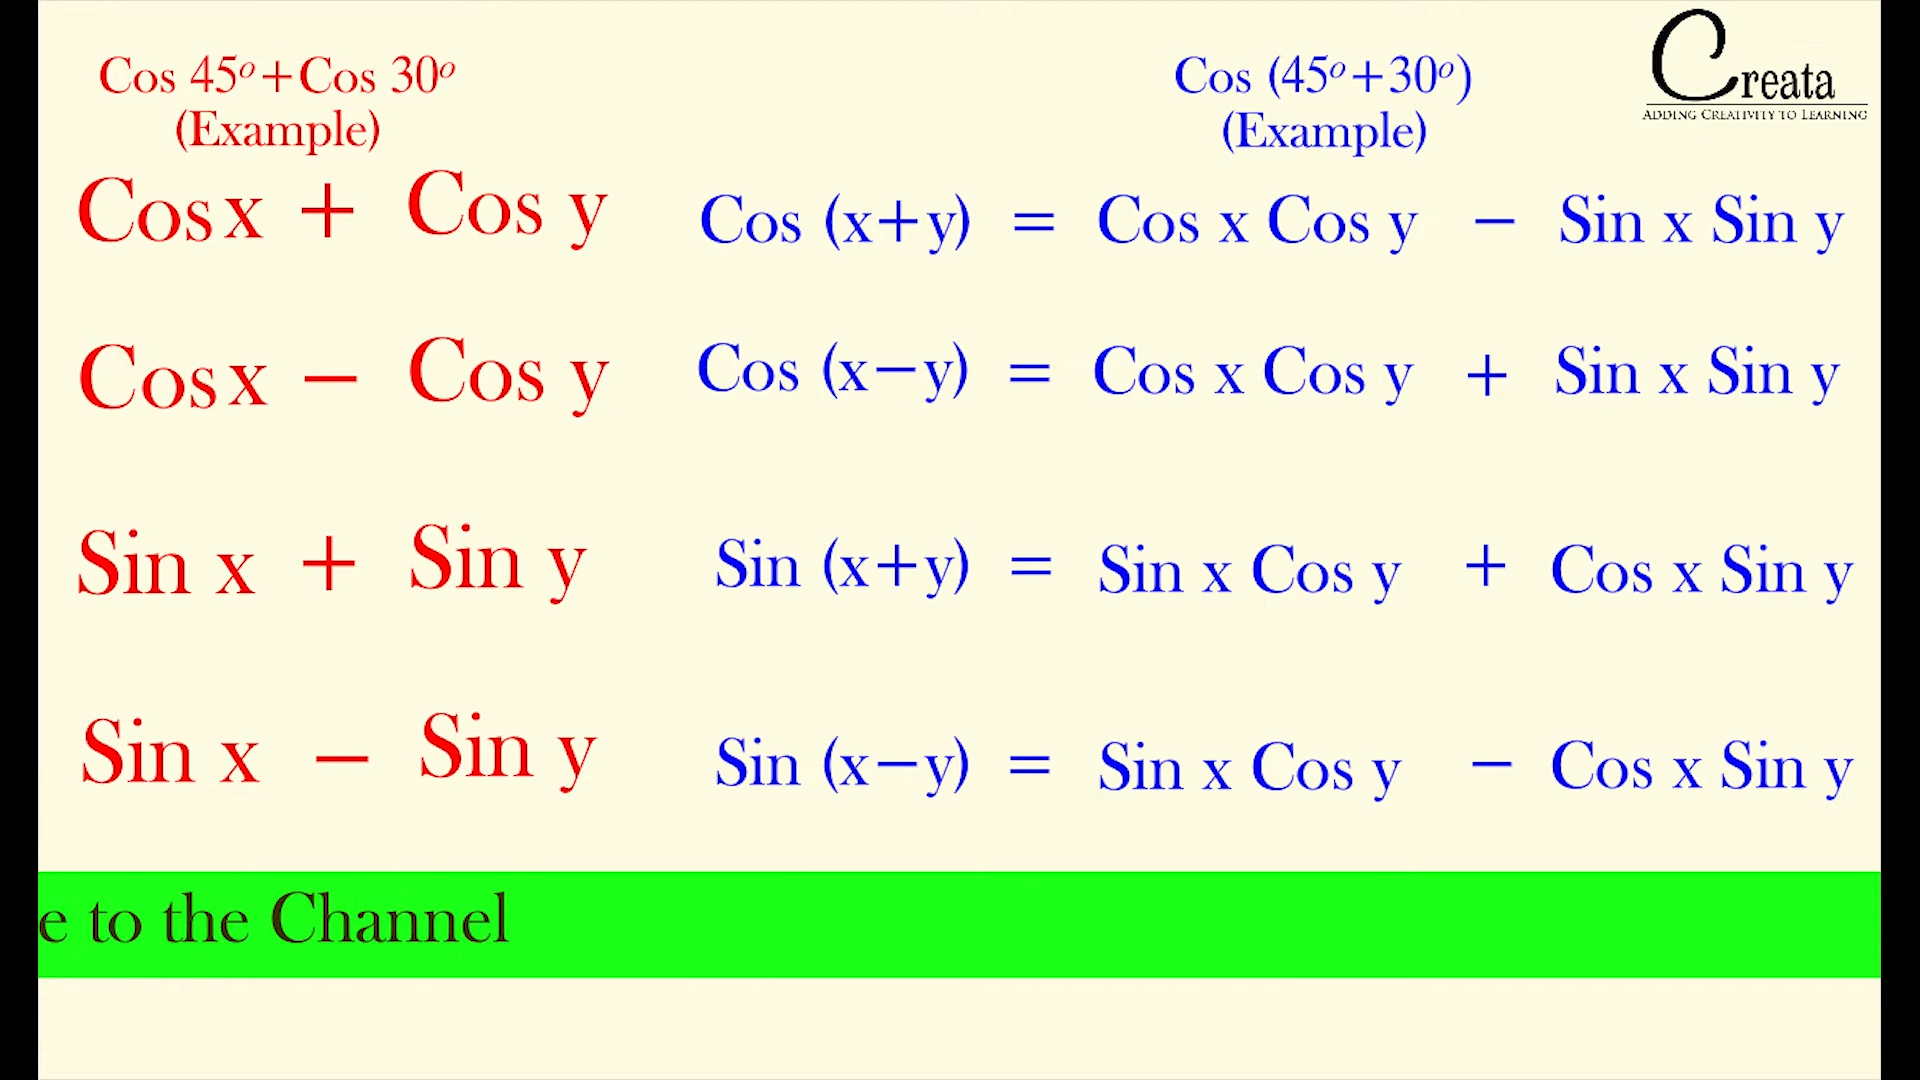 Cos 45°+Cos 30°
(Example)
Cos (45°+30°)
(Example)
Creata
ADDING CREATIVITY TO LEARNING
Cos x + Cos y
Cos (x+y) = Cos x Cos y − Sin x Sin y
Cos x − Cos y
Cos (x−y) = Cos x Cos y + Sin x Sin y
Sin x + Sin y
Sin (x+y) = Sin x Cos y + Cos x Sin y
Sin x − Sin y
Sin (x−y) = Sin x Cos y − Cos x Sin y
e to the Channel